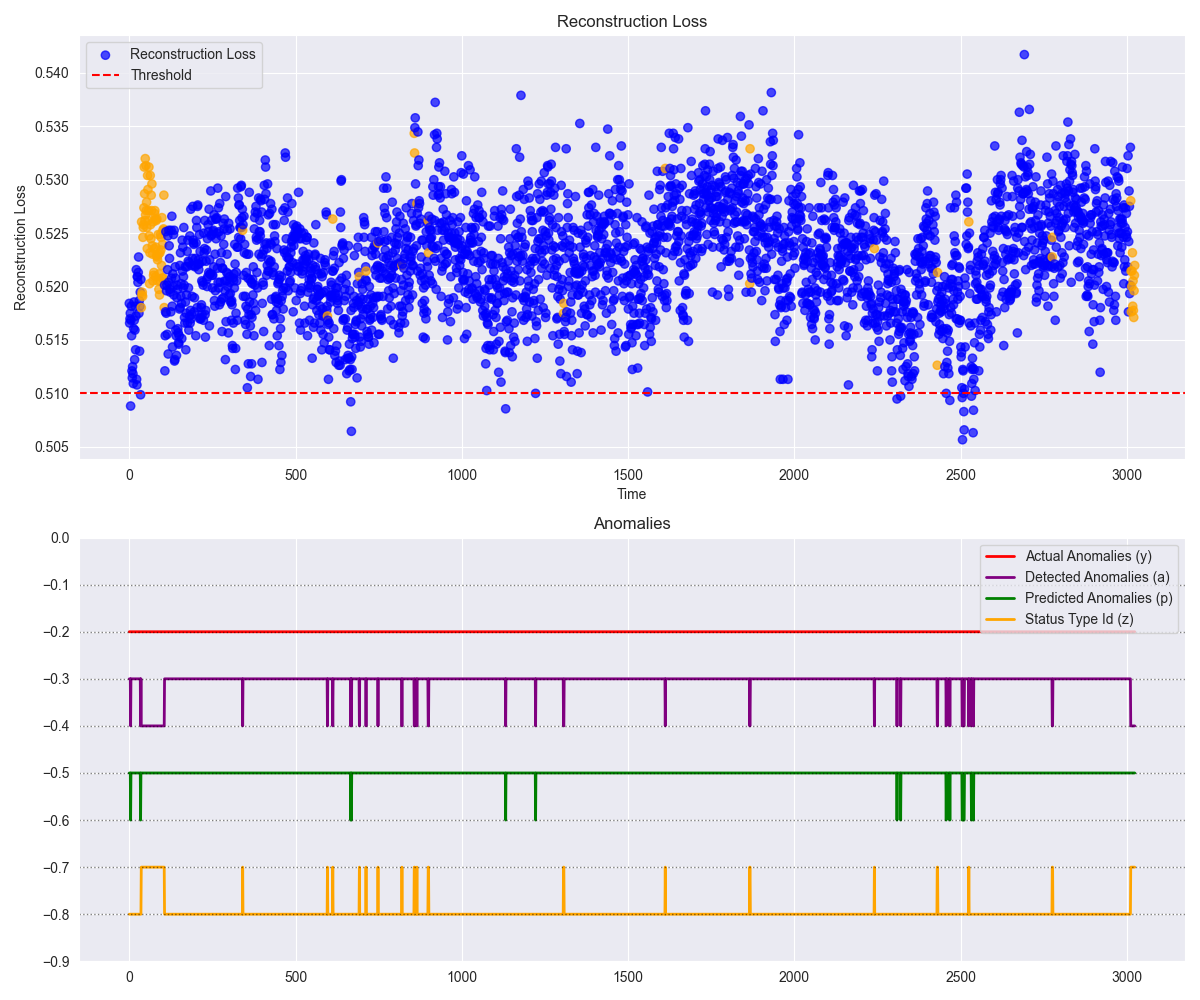 Reconstruction Loss
Reconstruction Loss
Threshold
0.540
0.535
0.530
0.525
0.520
0.515
0.510
0.505
Reconstruction Loss
0 500 1000 1500 2000 2500 3000
Time
Anomalies
Actual Anomalies (y)
Detected Anomalies (a)
Predicted Anomalies (p)
Status Type Id (z)
0.0
−0.1
−0.2
−0.3
−0.4
−0.5
−0.6
−0.7
−0.8
−0.9
0 500 1000 1500 2000 2500 3000